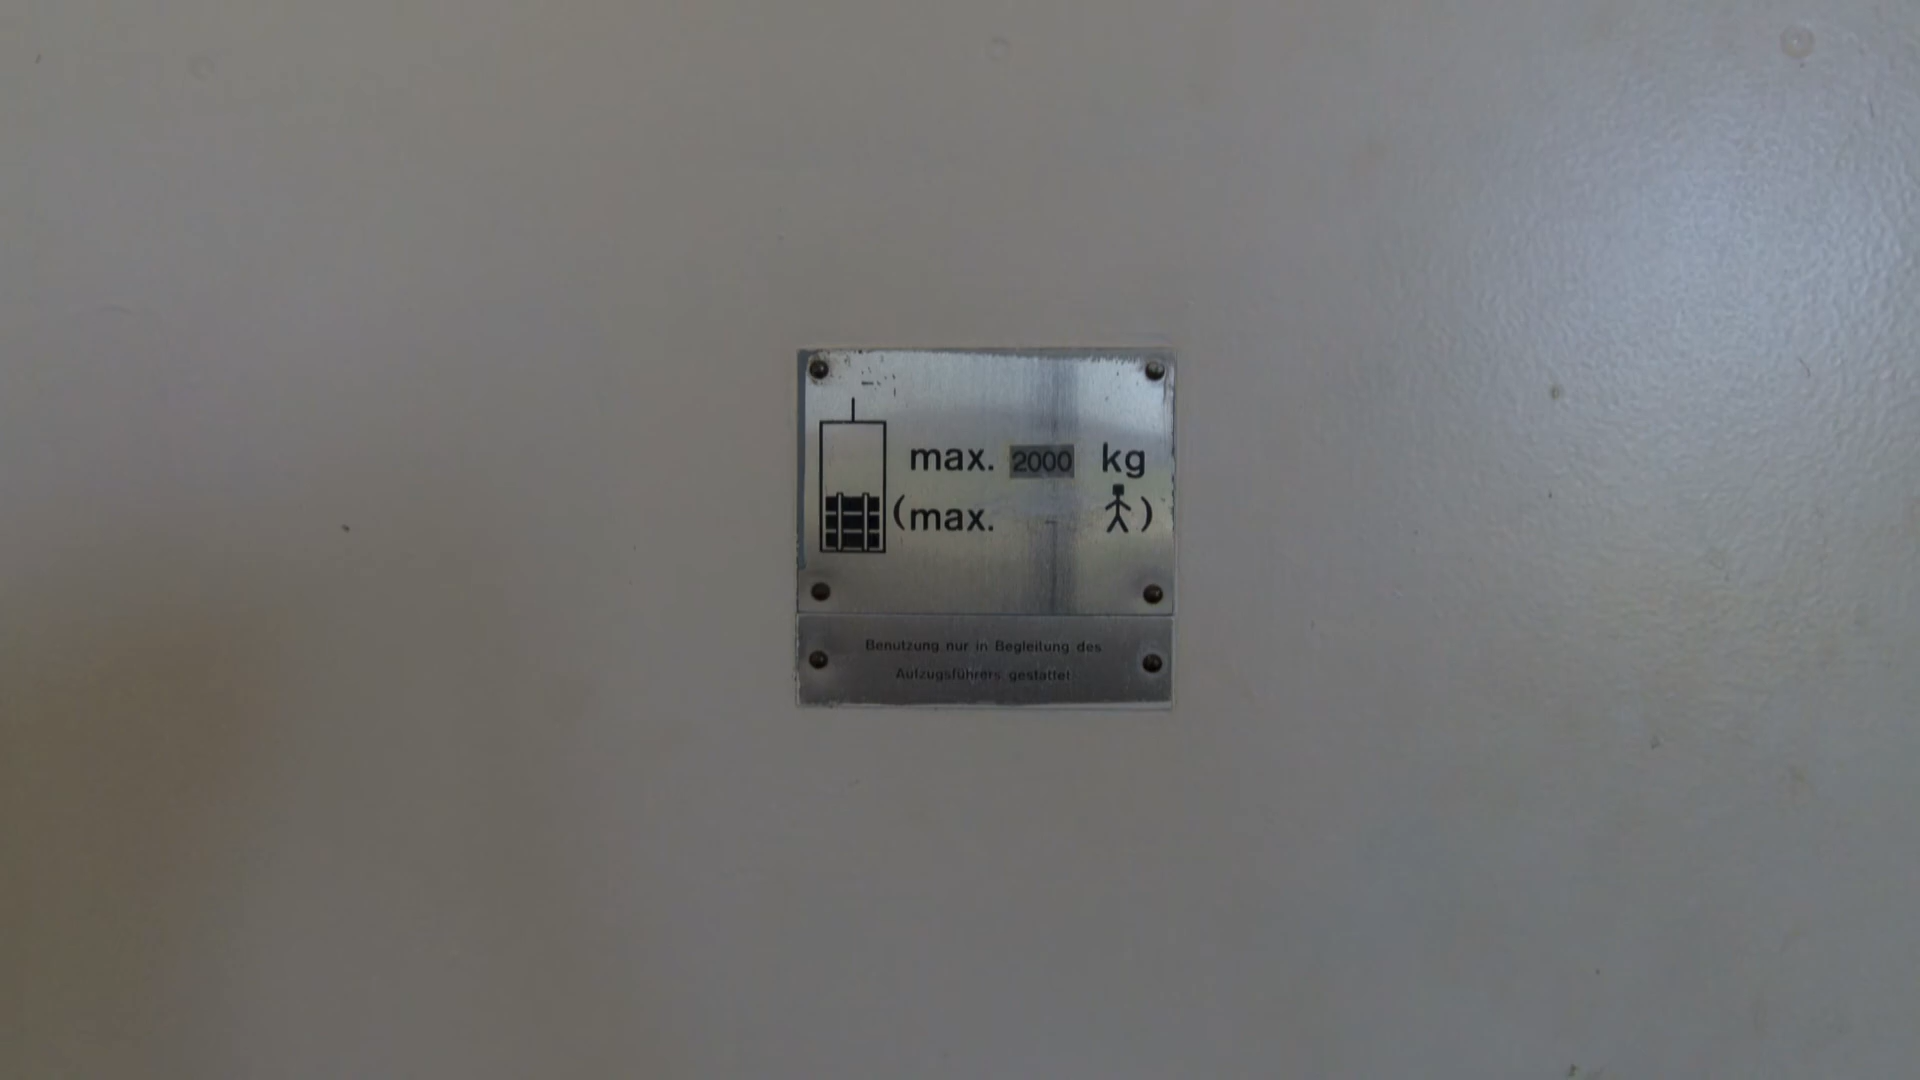 max. 2000 kg
(max. - )
Benutzung nur in Begleitung des
Aufzugsführers gestattet